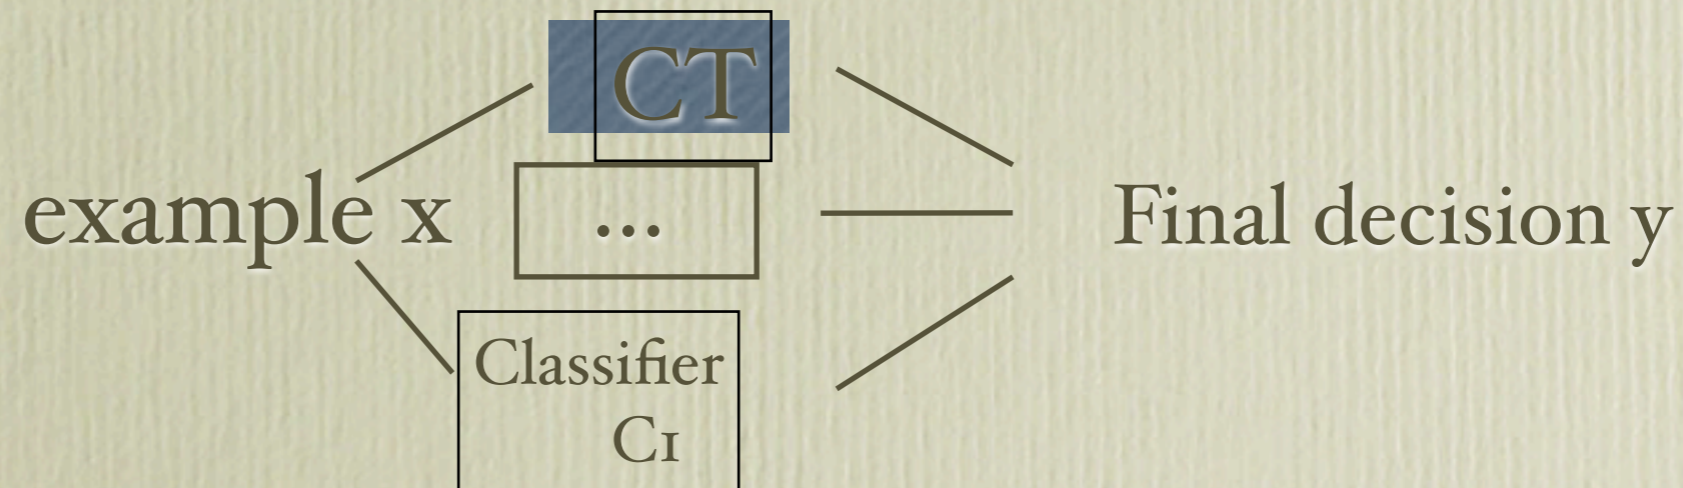 CT
example x
...
Final decision y
Classifier
C1